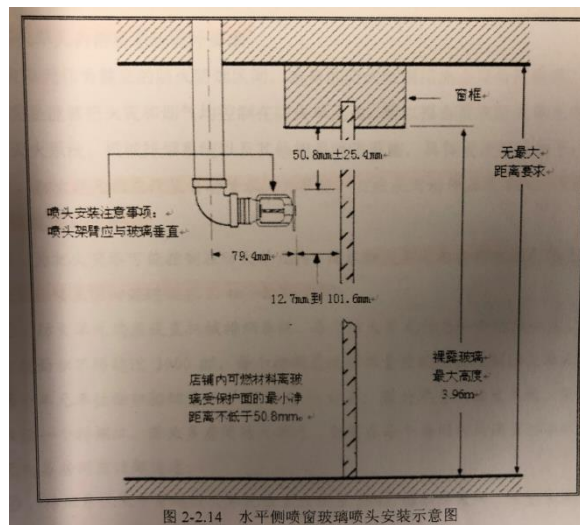 窗框
50.8mm±25.4mm
无最大
距离要求
喷头安装注意事项:
喷头架臂应与玻璃垂直
79.4mm
12.7mm到101.6mm
裸露玻璃
最大高度
3.96m
店铺内可燃材料离玻
璃受保护面的最小净
距离不低于50.8mm
图 2-2.14 水平侧喷窗玻璃喷头安装示意图